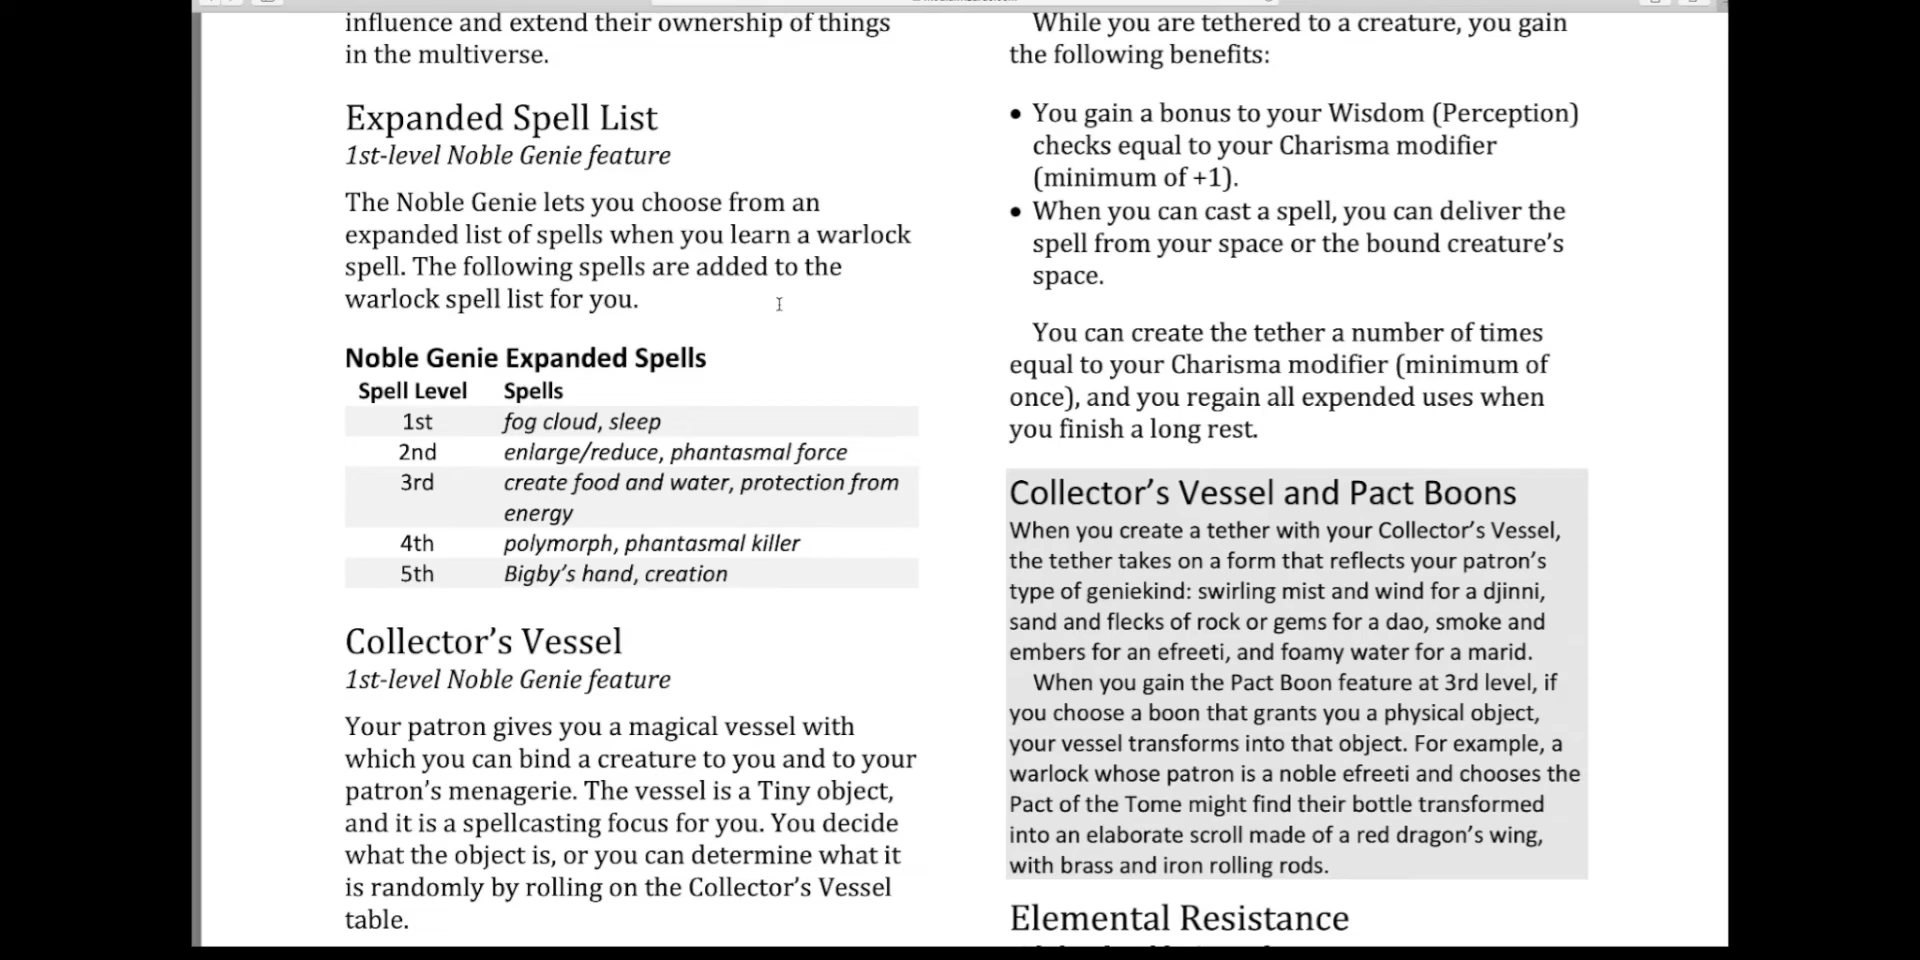 influence and extend their ownership of things
in the multiverse.
Expanded Spell List
1st-level Noble Genie feature
The Noble Genie lets you choose from an
expanded list of spells when you learn a warlock
spell. The following spells are added to the
warlock spell list for you.
Noble Genie Expanded Spells
Spell Level Spells
1st fog cloud, sleep
2nd enlarge/reduce, phantasmal force
3rd create food and water, protection from
energy
4th polymorph, phantasmal killer
5th Bigby’s hand, creation
Collector’s Vessel
1st-level Noble Genie feature
Your patron gives you a magical vessel with
which you can bind a creature to you and to your
patron’s menagerie. The vessel is a Tiny object,
and it is a spellcasting focus for you. You decide
what the object is, or you can determine what it
is randomly by rolling on the Collector’s Vessel
table.
While you are tethered to a creature, you gain
the following benefits:
• You gain a bonus to your Wisdom (Perception)
checks equal to your Charisma modifier
(minimum of +1).
• When you can cast a spell, you can deliver the
spell from your space or the bound creature’s
space.
You can create the tether a number of times
equal to your Charisma modifier (minimum of
once), and you regain all expended uses when
you finish a long rest.
Collector’s Vessel and Pact Boons
When you create a tether with your Collector’s Vessel,
the tether takes on a form that reflects your patron’s
type of geniekind: swirling mist and wind for a djinni,
sand and flecks of rock or gems for a dao, smoke and
embers for an efreeti, and foamy water for a marid.
When you gain the Pact Boon feature at 3rd level, if
you choose a boon that grants you a physical object,
your vessel transforms into that object. For example, a
warlock whose patron is a noble efreeti and chooses the
Pact of the Tome might find their bottle transformed
into an elaborate scroll made of a red dragon’s wing,
with brass and iron rolling rods.
Elemental Resistance